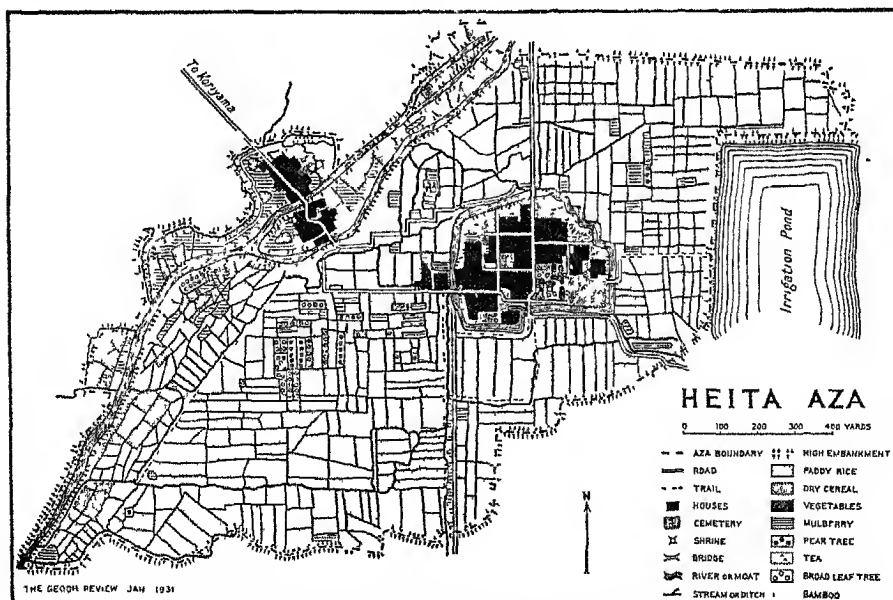 To Koriyama
Irrigation Pond
HEITA AZA
0 100 200 300 400 YARDS
AZA BOUNDARY
ROAD
TRAIL
HOUSES
CEMETERY
SHRINE
BRIDGE
RIVER OR MOAT
STREAM OR DITCH
HIGH EMBANKMENT
PADDY RICE
DRY CEREAL
VEGETABLES
MULBERRY
PEAR TREE
TEA
BROAD LEAF TREE
BAMBOO
N
THE GEOGR REVIEW JAN 1931